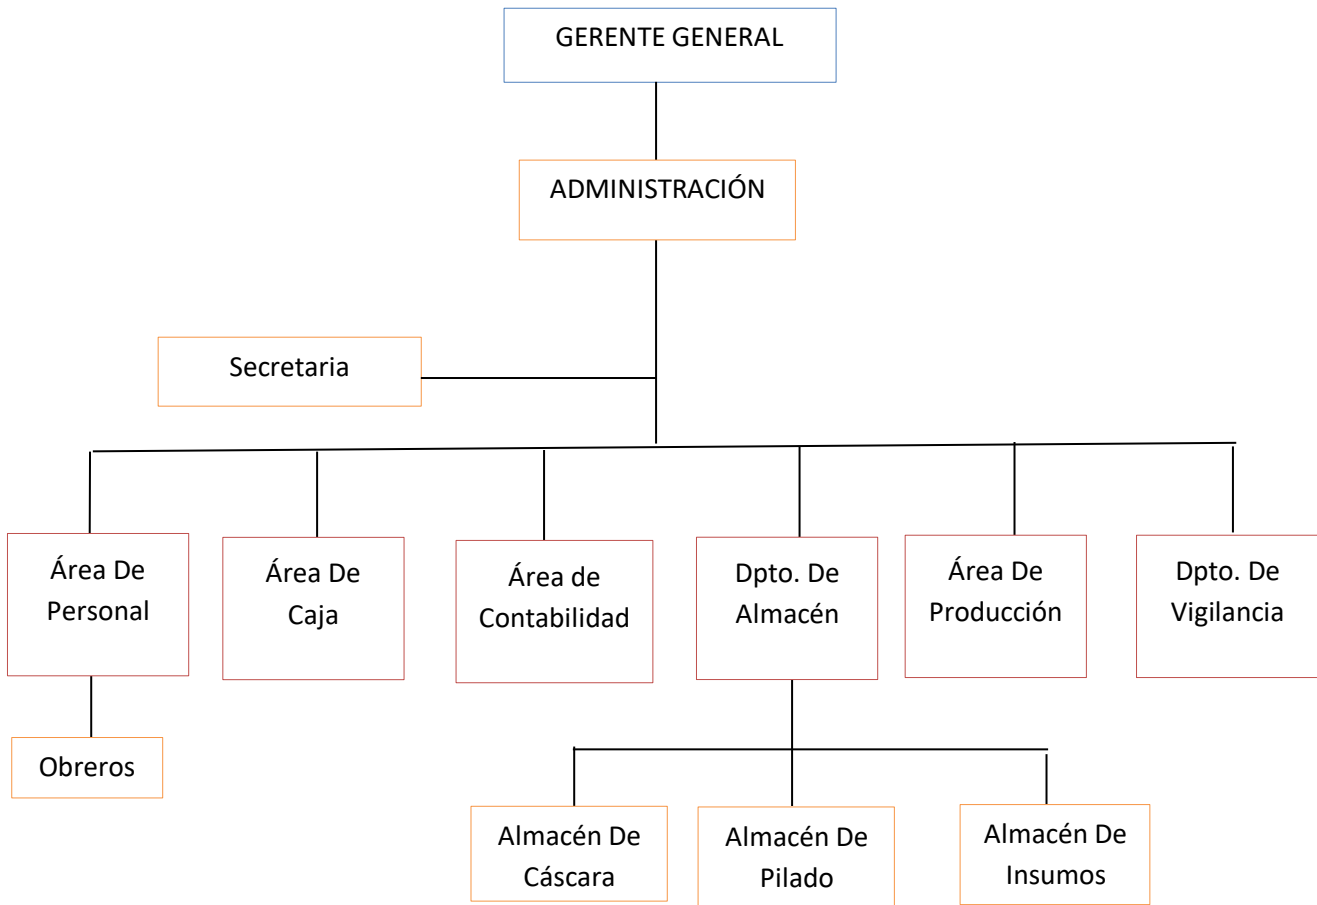 GERENTE GENERAL
ADMINISTRACIÓN
Secretaria
Área De
Personal
Área De
Caja
Área de
Contabilidad
Dpto. De
Almacén
Área De
Producción
Dpto. De
Vigilancia
Obreros
Almacén De
Cáscara
Almacén De
Pilado
Almacén De
Insumos